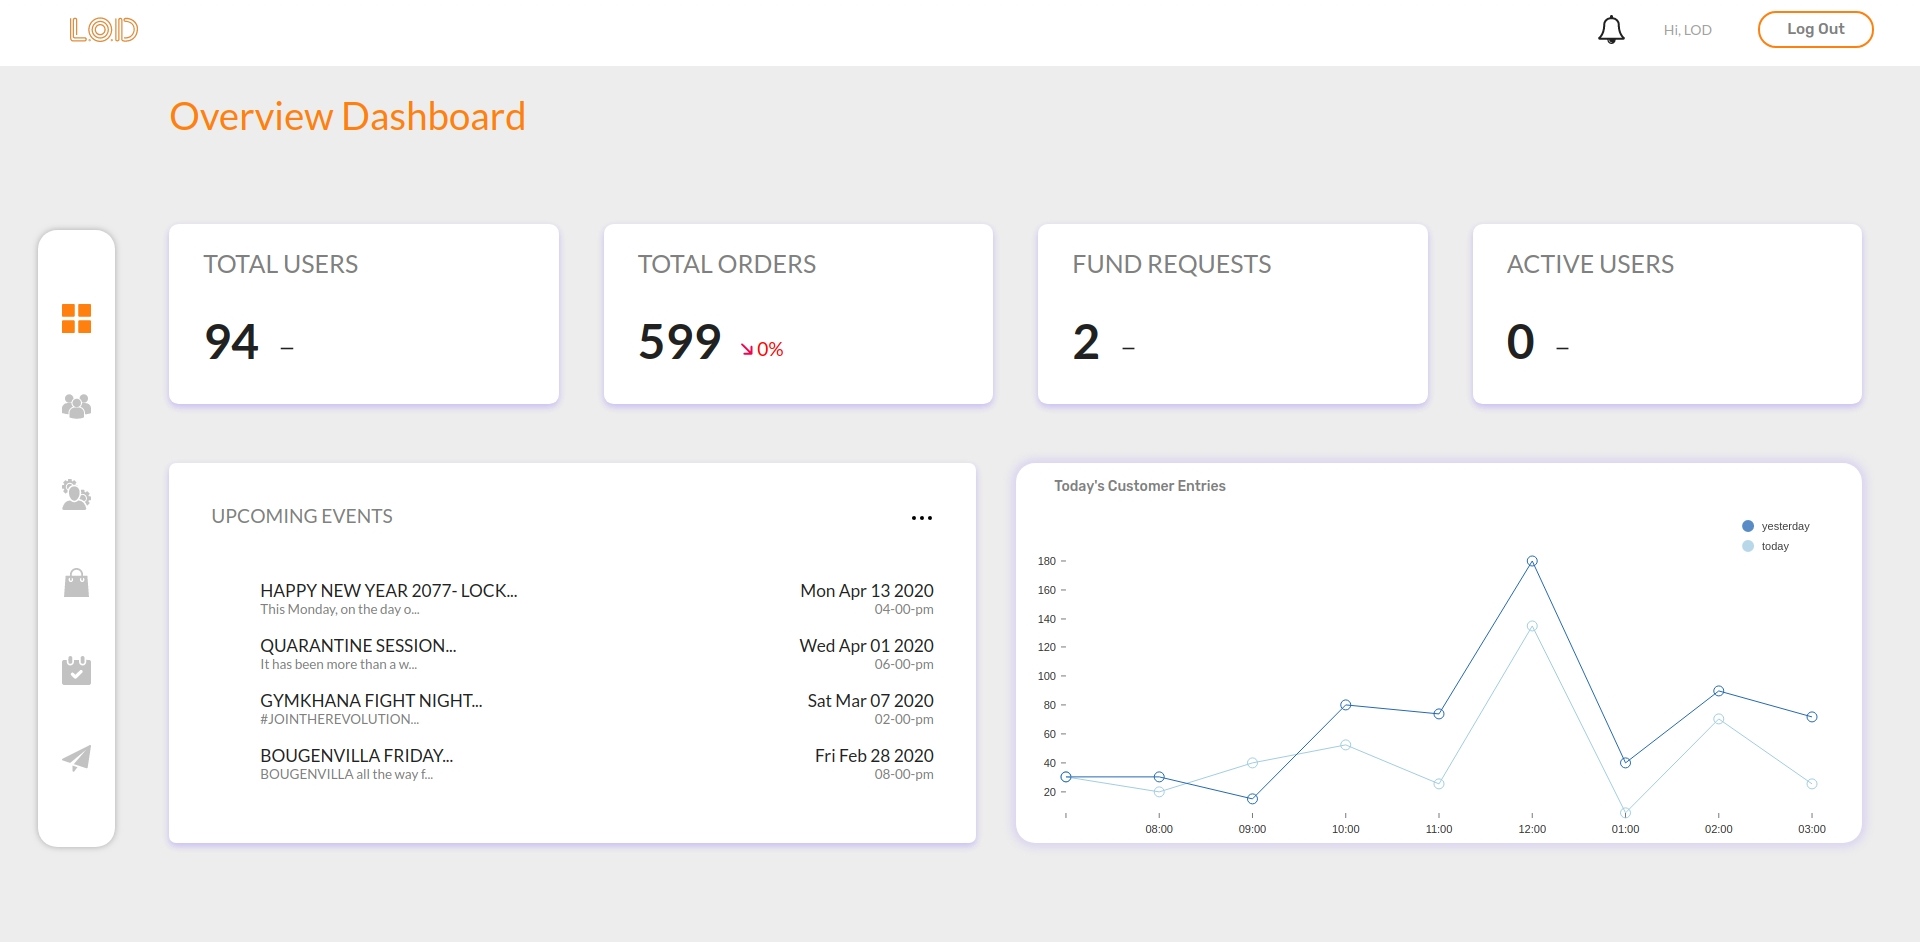 LOD
Hi, LOD
Log Out
Overview Dashboard
TOTAL USERS
94 –
TOTAL ORDERS
599 ↘ 0%
FUND REQUESTS
2 –
ACTIVE USERS
0 –
UPCOMING EVENTS
...
HAPPY NEW YEAR 2077- LOCK... Mon Apr 13 2020
This Monday, on the day o... 04-00-pm
QUARANTINE SESSION... Wed Apr 01 2020
It has been more than a w... 06-00-pm
GYMKHANA FIGHT NIGHT... Sat Mar 07 2020
#JOINTHEREVOLUTION... 02-00-pm
BOUGENVILLA FRIDAY... Fri Feb 28 2020
BOUGENVILLA all the way f... 08-00-pm
Today's Customer Entries
yesterday
today
180
160
140
120
100
80
60
40
20
08:00 09:00 10:00 11:00 12:00 01:00 02:00 03:00